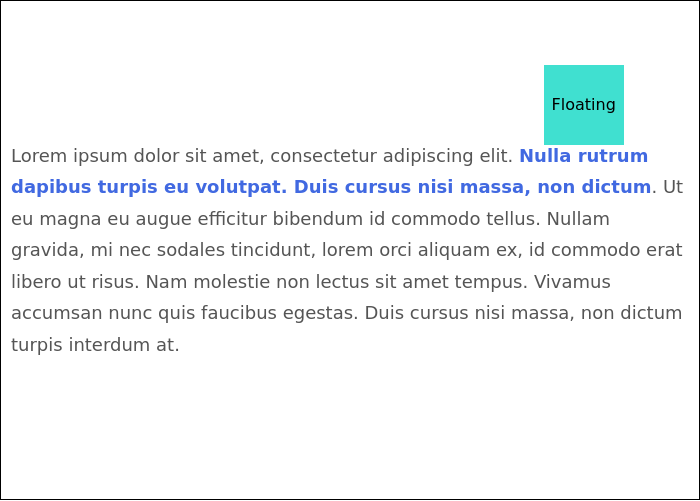 Floating
Lorem ipsum dolor sit amet, consectetur adipiscing elit. Nulla rutrum
dapibus turpis eu volutpat. Duis cursus nisi massa, non dictum. Ut
eu magna eu augue efficitur bibendum id commodo tellus. Nullam
gravida, mi nec sodales tincidunt, lorem orci aliquam ex, id commodo erat
libero ut risus. Nam molestie non lectus sit amet tempus. Vivamus
accumsan nunc quis faucibus egestas. Duis cursus nisi massa, non dictum
turpis interdum at.